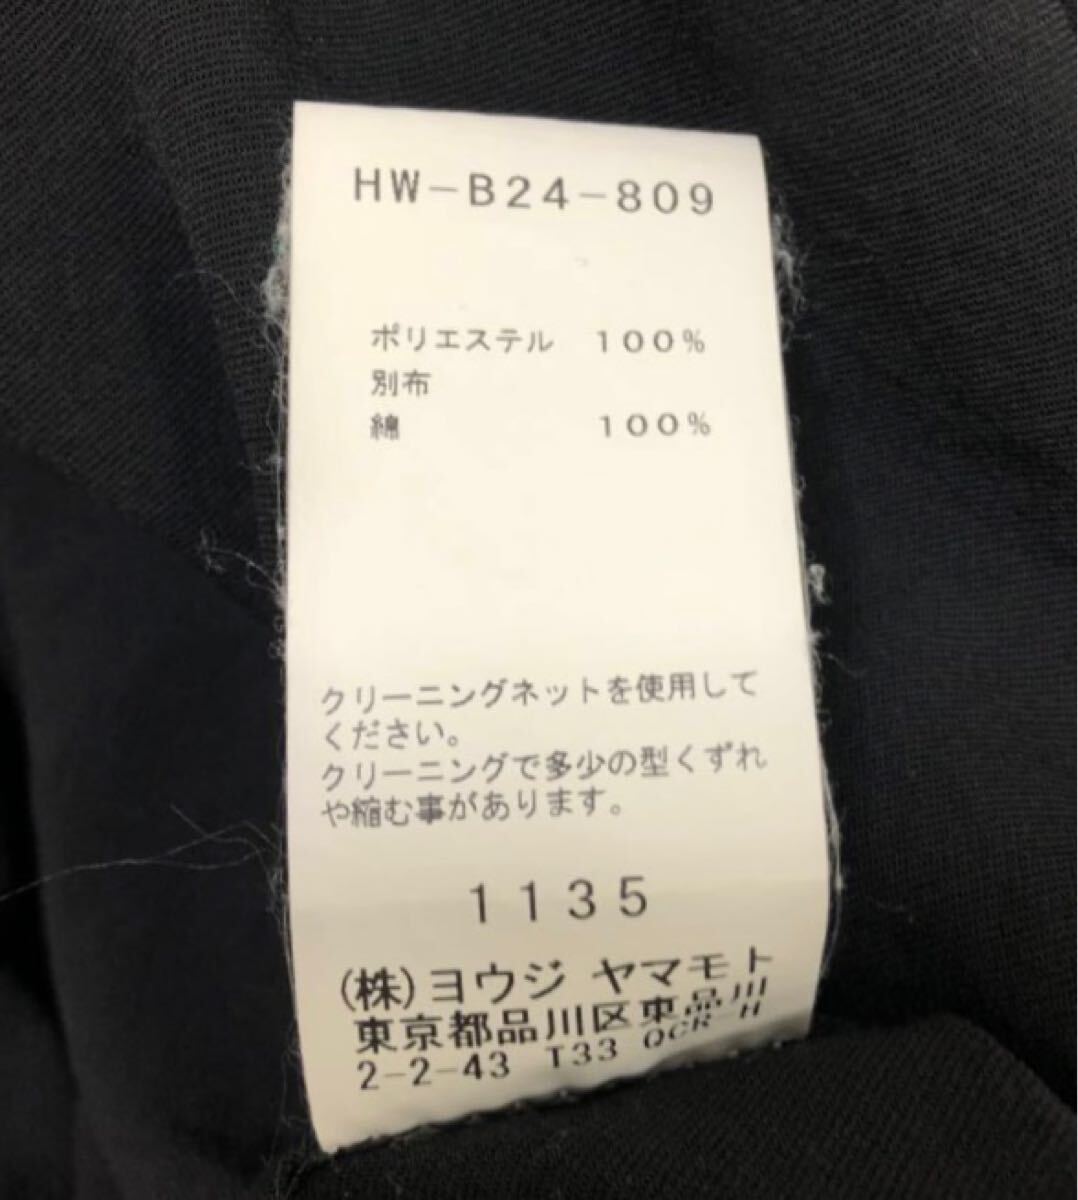 HW-B24-809
ポリエステル 100%
別布
綿 100%
クリーニングネットを使用して
ください。
クリーニングで多少の型くずれ
や縮む事があります。
1135
(株)ヨウジ ヤマモト
東京都品川区東品川
2-2-43 T33 QCR-H